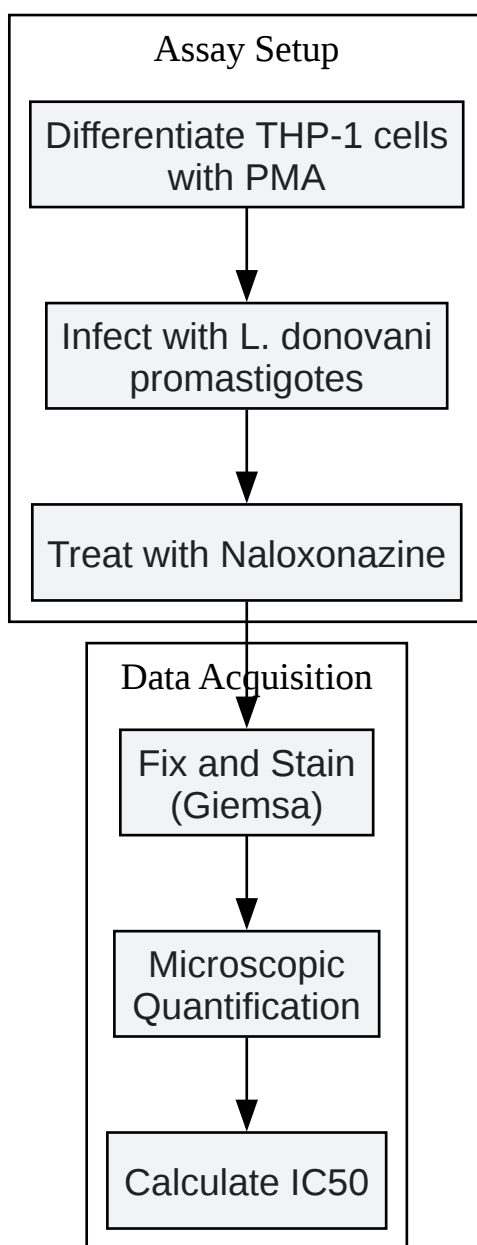 Assay Setup
Differentiate THP-1 cells
with PMA
Infect with L. donovani
promastigotes
Treat with Naloxonazine
Data Acquisition
Fix and Stain
(Giemsa)
Microscopic
Quantification
Calculate IC50